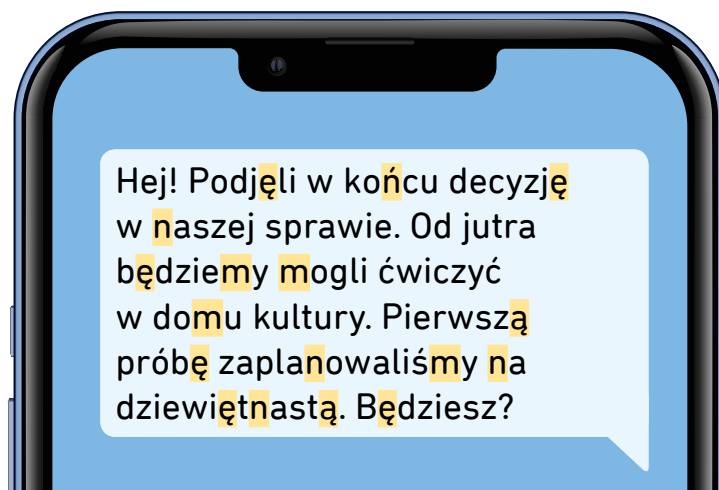 Hej! Podjęli w końcu decyzję
w naszej sprawie. Od jutra
będziemy mogli ćwiczyć
w domu kultury. Pierwszą
próbę zaplanowaliśmy na
dziewiętnastą. Będziesz?